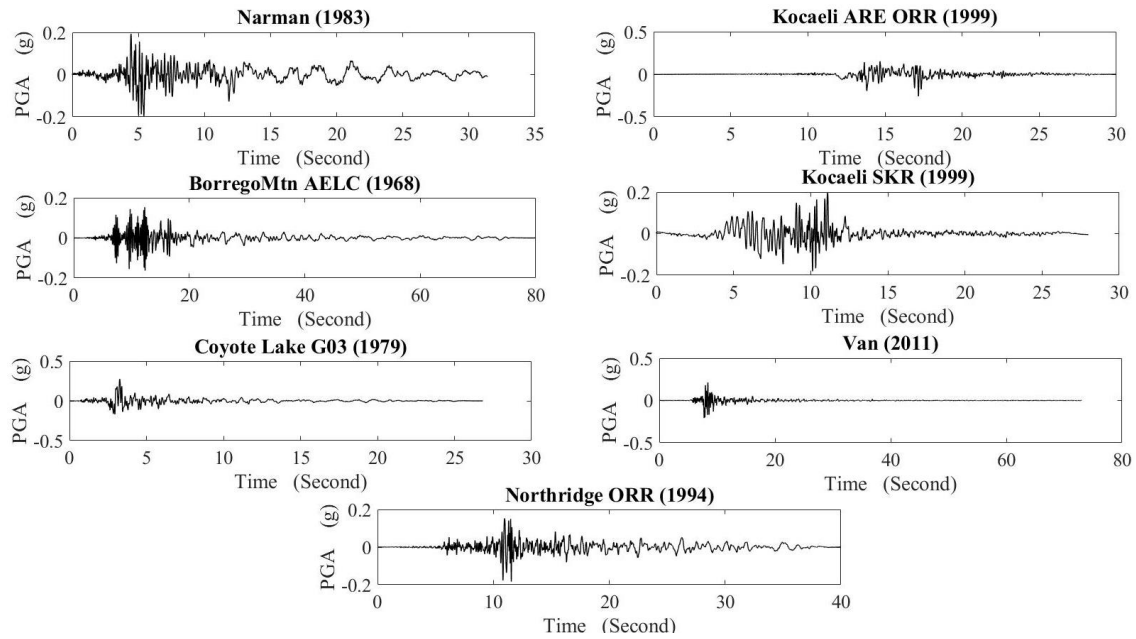 Narman (1983)
PGA (g)
0.2
0
-0.2
0 5 10 15 20 25 30 35
Time (Second)
Kocaeli ARE ORR (1999)
PGA (g)
0.5
0
-0.5
0 5 10 15 20 25 30
Time (Second)
BorregoMtn AELC (1968)
PGA (g)
0.2
0
-0.2
0 20 40 60 80
Time (Second)
Kocaeli SKR (1999)
PGA (g)
0.2
0
-0.2
0 5 10 15 20 25 30
Time (Second)
Coyote Lake G03 (1979)
PGA (g)
0.5
0
-0.5
0 5 10 15 20 25 30
Time (Second)
Van (2011)
PGA (g)
0.5
0
-0.5
0 20 40 60 80
Time (Second)
Northridge ORR (1994)
PGA (g)
0.2
0
-0.2
0 10 20 30 40
Time (Second)